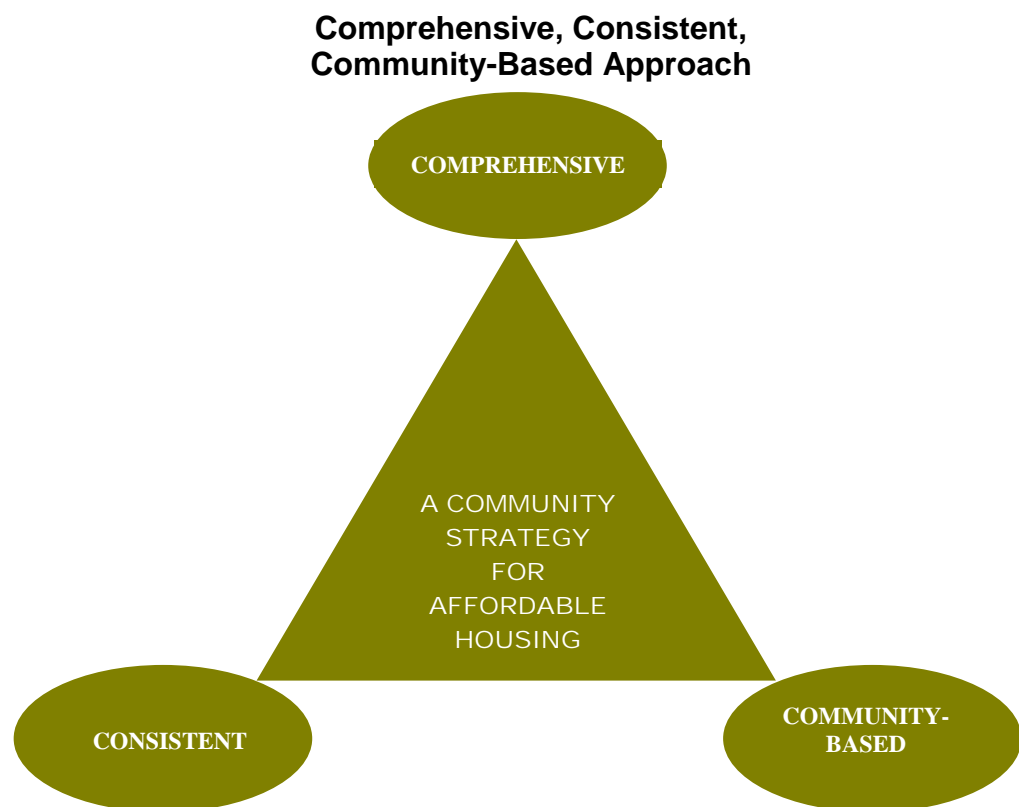 Comprehensive, Consistent,
Community-Based Approach
COMPREHENSIVE
A COMMUNITY
STRATEGY
FOR
AFFORDABLE
HOUSING
CONSISTENT
COMMUNITY-
BASED